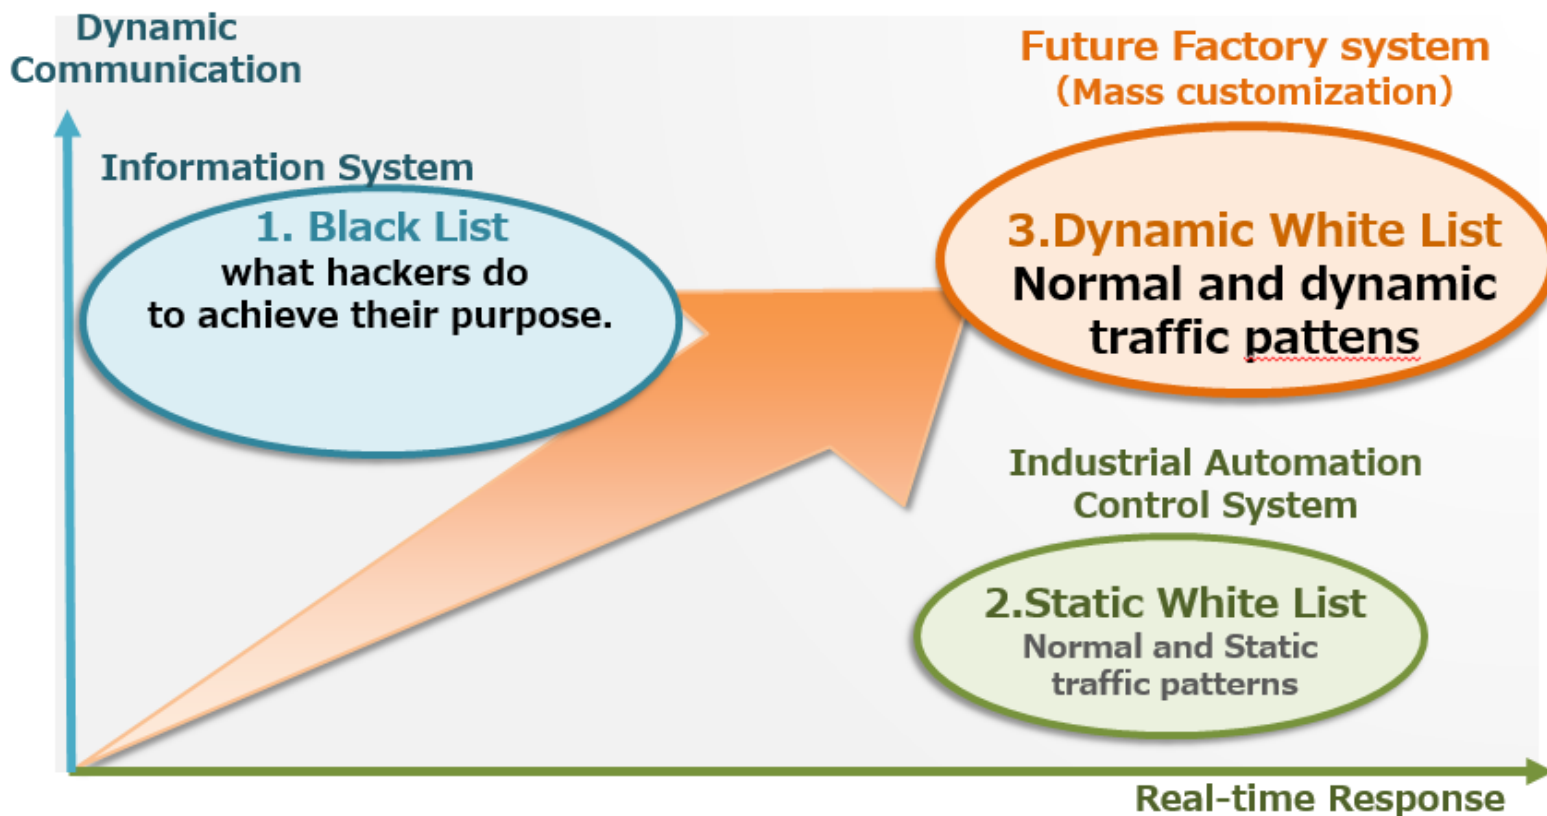 Dynamic
Communication
Information System
1. Black List
what hackers do
to achieve their purpose.
Future Factory system
(Mass customization)
3.Dynamic White List
Normal and dynamic
traffic pattens
Industrial Automation
Control System
2.Static White List
Normal and Static
traffic patterns
Real-time Response